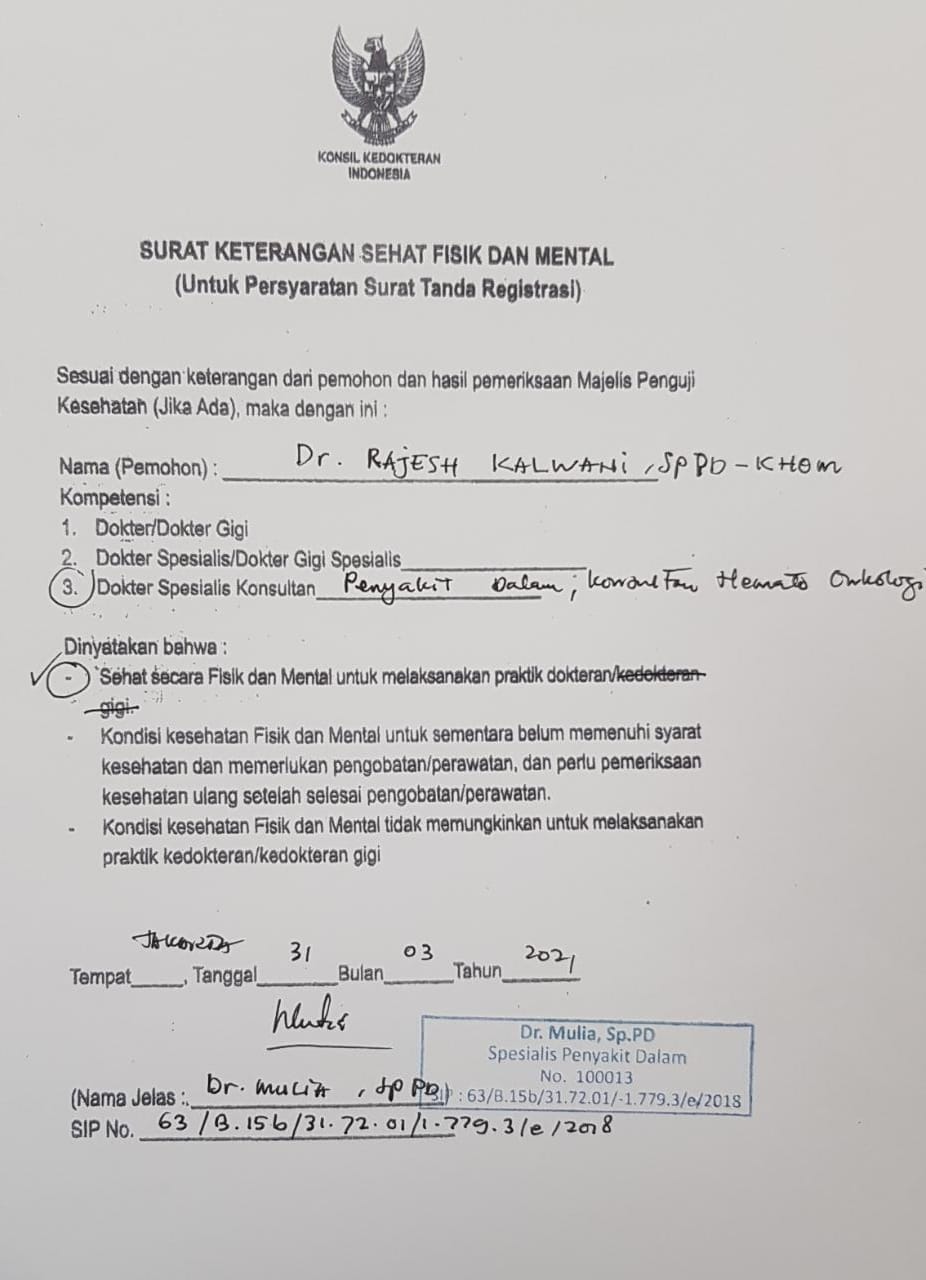 KONSIL KEDOKTERAN
INDONESIA
SURAT KETERANGAN SEHAT FISIK DAN MENTAL
(Untuk Persyaratan Surat Tanda Registrasi)
Sesuai dengan keterangan dari pemohon dan hasil pemeriksaan Majelis Penguji
Kesehatan (Jika Ada), maka dengan ini :
Nama (Pemohon) : Dr. RAJESH KALWANi, SPPD-KHOM
Kompetensi :
1. Dokter/Dokter Gigi
2. Dokter Spesialis/Dokter Gigi Spesialis
3. Dokter Spesialis Konsultan Penyakit Dalam; Hemato Onkologi
Dinyatakan bahwa :
- Sehat secara Fisik dan Mental untuk melaksanakan praktik dokteran/kedokteran
gigi.
- Kondisi kesehatan Fisik dan Mental untuk sementara belum memenuhi syarat
kesehatan dan memerlukan pengobatan/perawatan, dan perlu pemeriksaan
kesehatan ulang setelah selesai pengobatan/perawatan.
- Kondisi kesehatan Fisik dan Mental tidak memungkinkan untuk melaksanakan
praktik kedokteran/kedokteran gigi
Tempat JAKARTA, Tanggal 31 Bulan 03 Tahun 2021
Dr. Mulia, Sp.PD
Spesialis Penyakit Dalam
No. 100013
SIP : 63/B.15b/31.72.01/-1.779.3/e/2018
(Nama Jelas : Dr. MULIA, SP PD)
SIP No. 63/B.15b/31.72.01/1.779.3/e/2018